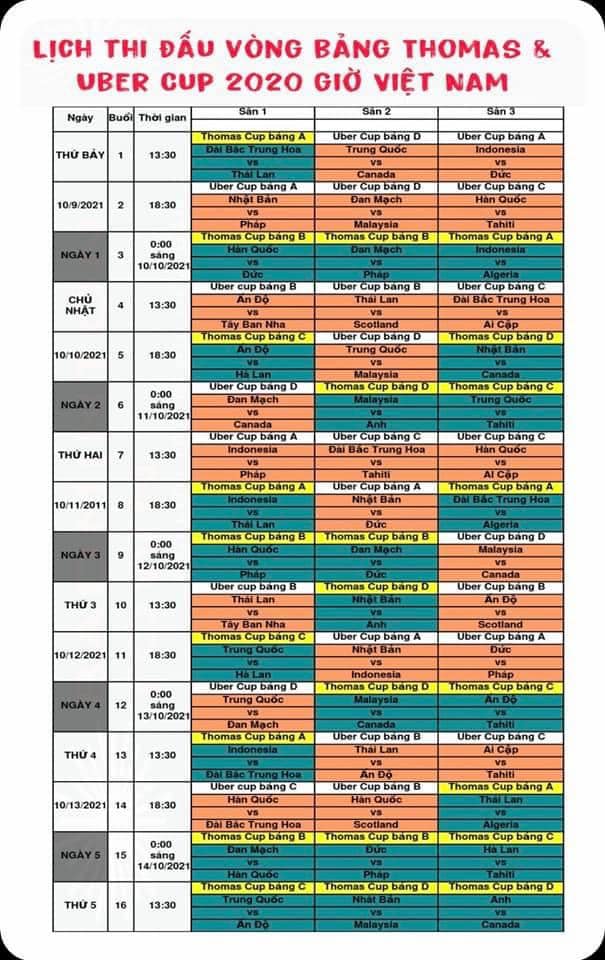 LỊCH THI ĐẤU VÒNG BẢNG THOMAS &
UBER CUP 2020 GIỜ VIỆT NAM
Ngày Buổi Thời gian Sân 1 Sân 2 Sân 3
Thomas Cup bảng A Uber Cup bảng D Uber Cup bảng A
Đài Bắc Trung Hoa Trung Quốc Indonesia
THỨ BẢY 1 13:30 vs vs vs
Thái Lan Canada Đức
Uber Cup bảng A Uber Cup bảng D Uber Cup bảng C
Nhật Bản Đan Mạch Hàn Quốc
10/9/2021 2 18:30 vs vs vs
Pháp Malaysia Tahiti
Thomas Cup bảng B Thomas Cup bảng B Thomas Cup bảng A
0:00 Hàn Quốc Đan Mạch Indonesia
NGÀY 1 3 sáng vs vs vs
10/10/2021 Đức Pháp Algeria
Uber cup bảng B Uber Cup bảng B Uber Cup bảng C
CHỦ Ấn Độ Thái Lan Đài Bắc Trung Hoa
NHẬT 4 13:30 vs vs vs
Tây Ban Nha Scotland Ai Cập
Thomas Cup bảng C Uber Cup bảng D Thomas Cup bảng D
Ấn Độ Trung Quốc Nhật Bản
10/10/2021 5 18:30 vs vs vs
Hà Lan Malaysia Canada
Uber Cup bảng D Thomas Cup bảng D Thomas Cup bảng C
0:00 Đan Mạch Malaysia Trung Quốc
NGÀY 2 6 sáng vs vs vs
11/10/2021 Canada Anh Tahiti
Uber Cup bảng A Uber Cup bảng C Uber Cup bảng C
Indonesia Đài Bắc Trung Hoa Hàn Quốc
THỨ HAI 7 13:30 vs vs vs
Pháp Tahiti Ai Cập
Thomas Cup bảng A Uber Cup bảng A Thomas Cup bảng A
Indonesia Nhật Bản Đài Bắc Trung Hoa
10/11/2011 8 18:30 vs vs vs
Thái Lan Đức Algeria
Thomas Cup bảng B Thomas Cup bảng B Uber Cup bảng D
0:00 Hàn Quốc Đan Mạch Malaysia
NGÀY 3 9 sáng vs vs vs
12/10/2021 Pháp Đức Canada
Uber cup bảng B Thomas Cup bảng D Uber Cup bảng B
Thái Lan Nhật Bản Ấn Độ
THỨ 3 10 13:30 vs vs vs
Tây Ban Nha Anh Scotland
Thomas Cup bảng C Uber Cup bảng A Uber Cup bảng A
Trung Quốc Nhật Bản Đức
10/12/2021 11 18:30 vs vs vs
Hà Lan Indonesia Pháp
Uber Cup bảng D Thomas Cup bảng D Thomas Cup bảng C
0:00 Trung Quốc Malaysia Ấn Độ
NGÀY 4 12 sáng vs vs vs
13/10/2021 Đan Mạch Canada Tahiti
Thomas Cup bảng A Uber Cup bảng B Uber Cup bảng C
Indonesia Thái Lan Ai Cập
THỨ 4 13 13:30 vs vs vs
Đài Bắc Trung Hoa Ấn Độ Tahiti
Uber cup bảng C Uber Cup bảng B Thomas Cup bảng A
Hàn Quốc Hàn Quốc Thái Lan
10/13/2021 14 18:30 vs vs vs
Đài Bắc Trung Hoa Scotland Algeria
Thomas Cup bảng B Thomas Cup bảng B Thomas Cup bảng C
0:00 Đan Mạch Đức Hà Lan
NGÀY 5 15 sáng vs vs vs
14/10/2021 Hàn Quốc Pháp Tahiti
Thomas Cup bảng C Thomas Cup bảng D Thomas Cup bảng D
Trung Quốc Nhật Bản Anh
THỨ 5 16 13:30 vs vs vs
Ấn Độ Malaysia Canada